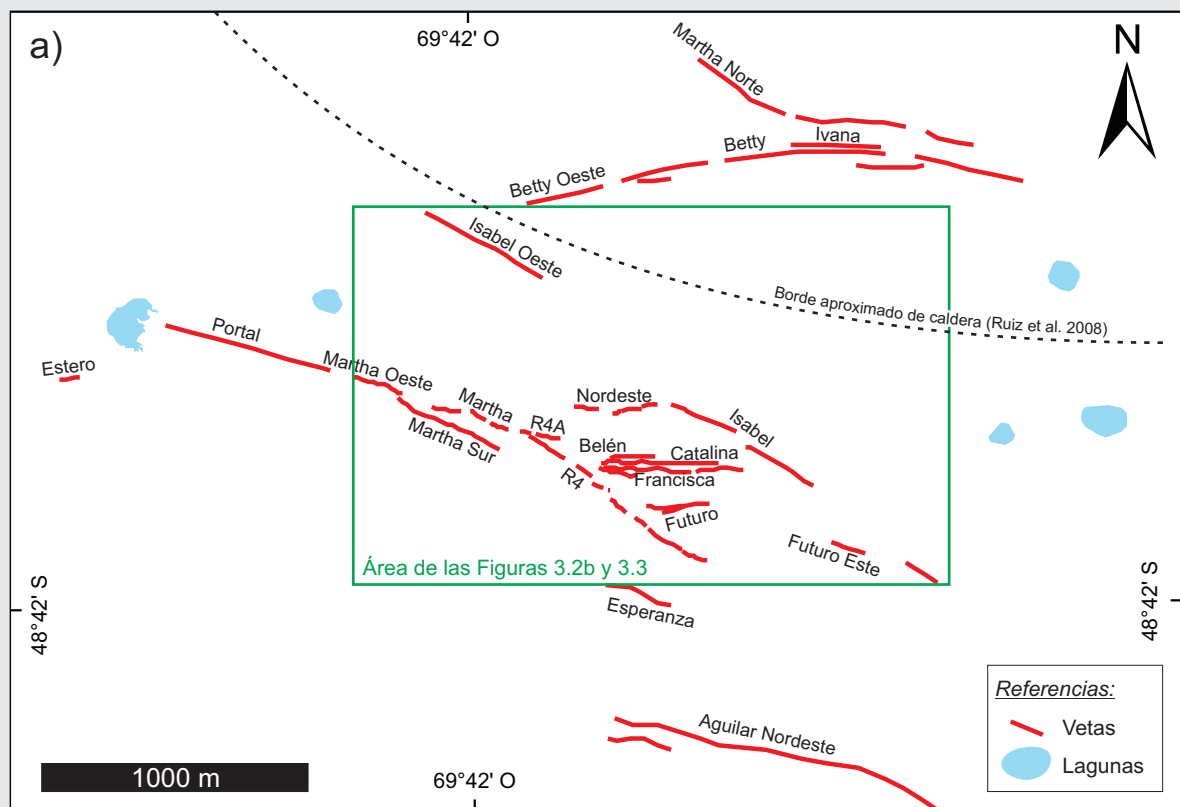 a)
69°42' O
N
Martha Norte
Ivana
Betty
Betty Oeste
Isabel Oeste
Borde aproximado de caldera (Ruiz et al. 2008)
Portal
Estero
Martha Oeste
Nordeste
Martha
Isabel
R4A
Martha Sur
Belén
Catalina
R4
Francisca
Futuro
Futuro Este
Área de las Figuras 3.2b y 3.3
48°42' S
48°42' S
Esperanza
Referencias:
Vetas
Lagunas
Aguilar Nordeste
1000 m
69°42' O